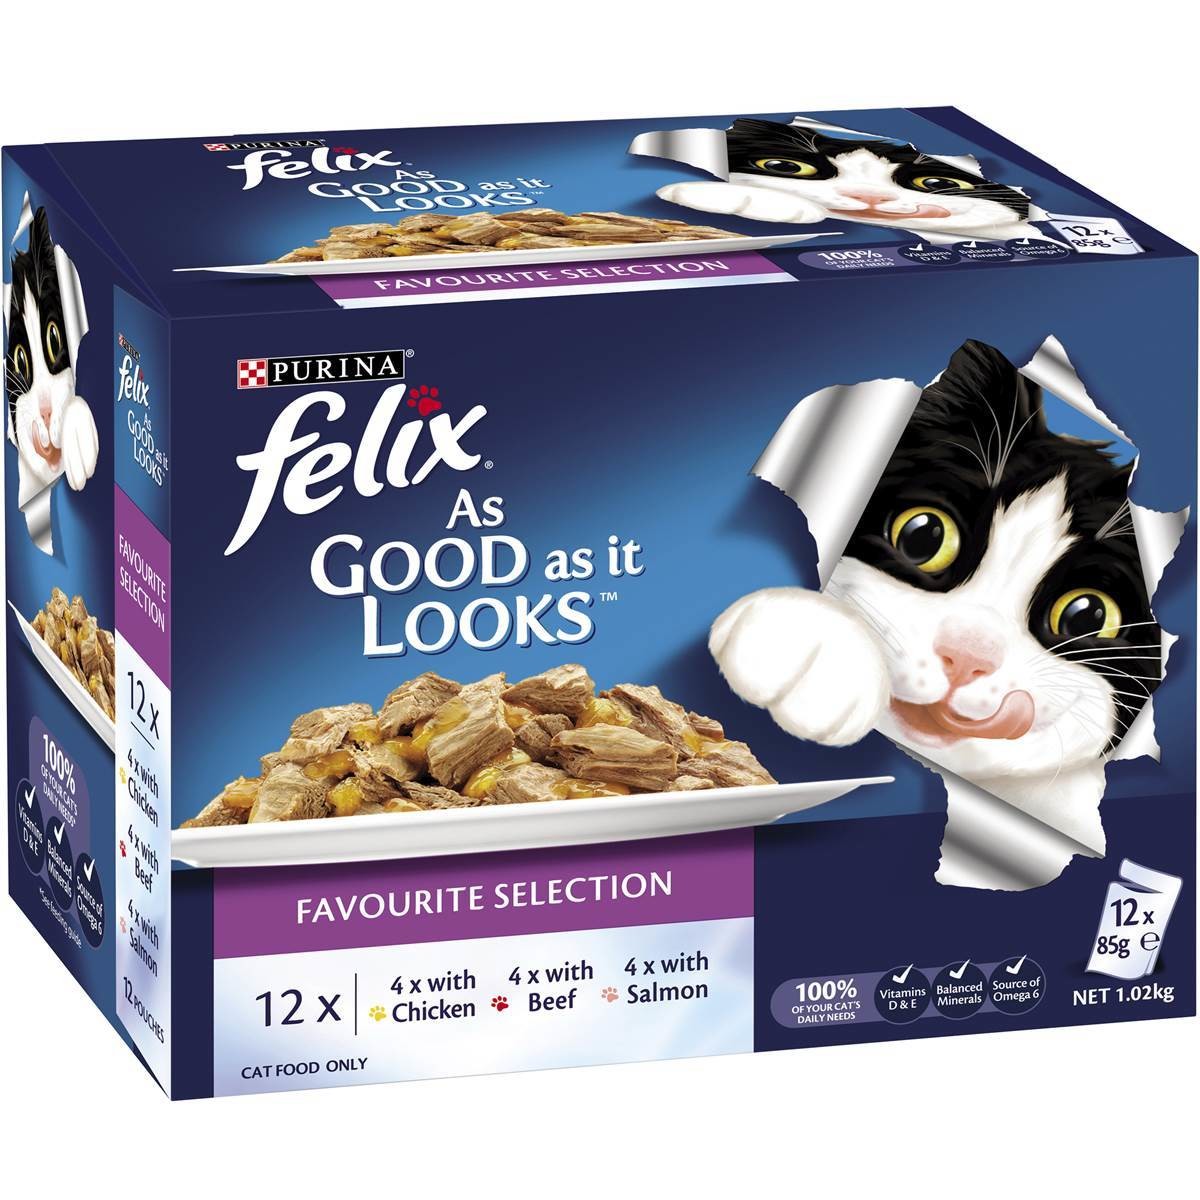 PURINA
felix
As
GOOD as it
LOOKS™
12 x
85g e
100%
OF YOUR CAT'S
DAILY NEEDS
Vitamins
D & E
Balanced
Minerals
Source of
Omega 6
FAVOURITE SELECTION
PURINA®
felix®
As
GOOD as it
LOOKS™
FAVOURITE SELECTION
12 x
4 x with
Chicken
4 x with
Beef
4 x with
Salmon
CAT FOOD ONLY
100%
OF YOUR CAT'S
DAILY NEEDS
Vitamins
D & E
Balanced
Minerals
Source of
Omega 6
12 x
85g e
NET 1.02kg
PURINA
felix
As
GOOD as it
LOOKS
FAVOURITE
SELECTION
12 x
4 x with
Chicken
4 x with
Beef
4 x with
Salmon
12 POUCHES
100%
OF YOUR CAT'S
DAILY NEEDS*
Vitamins
D & E
Balanced
Minerals
Source of
Omega 6
*See feeding guide